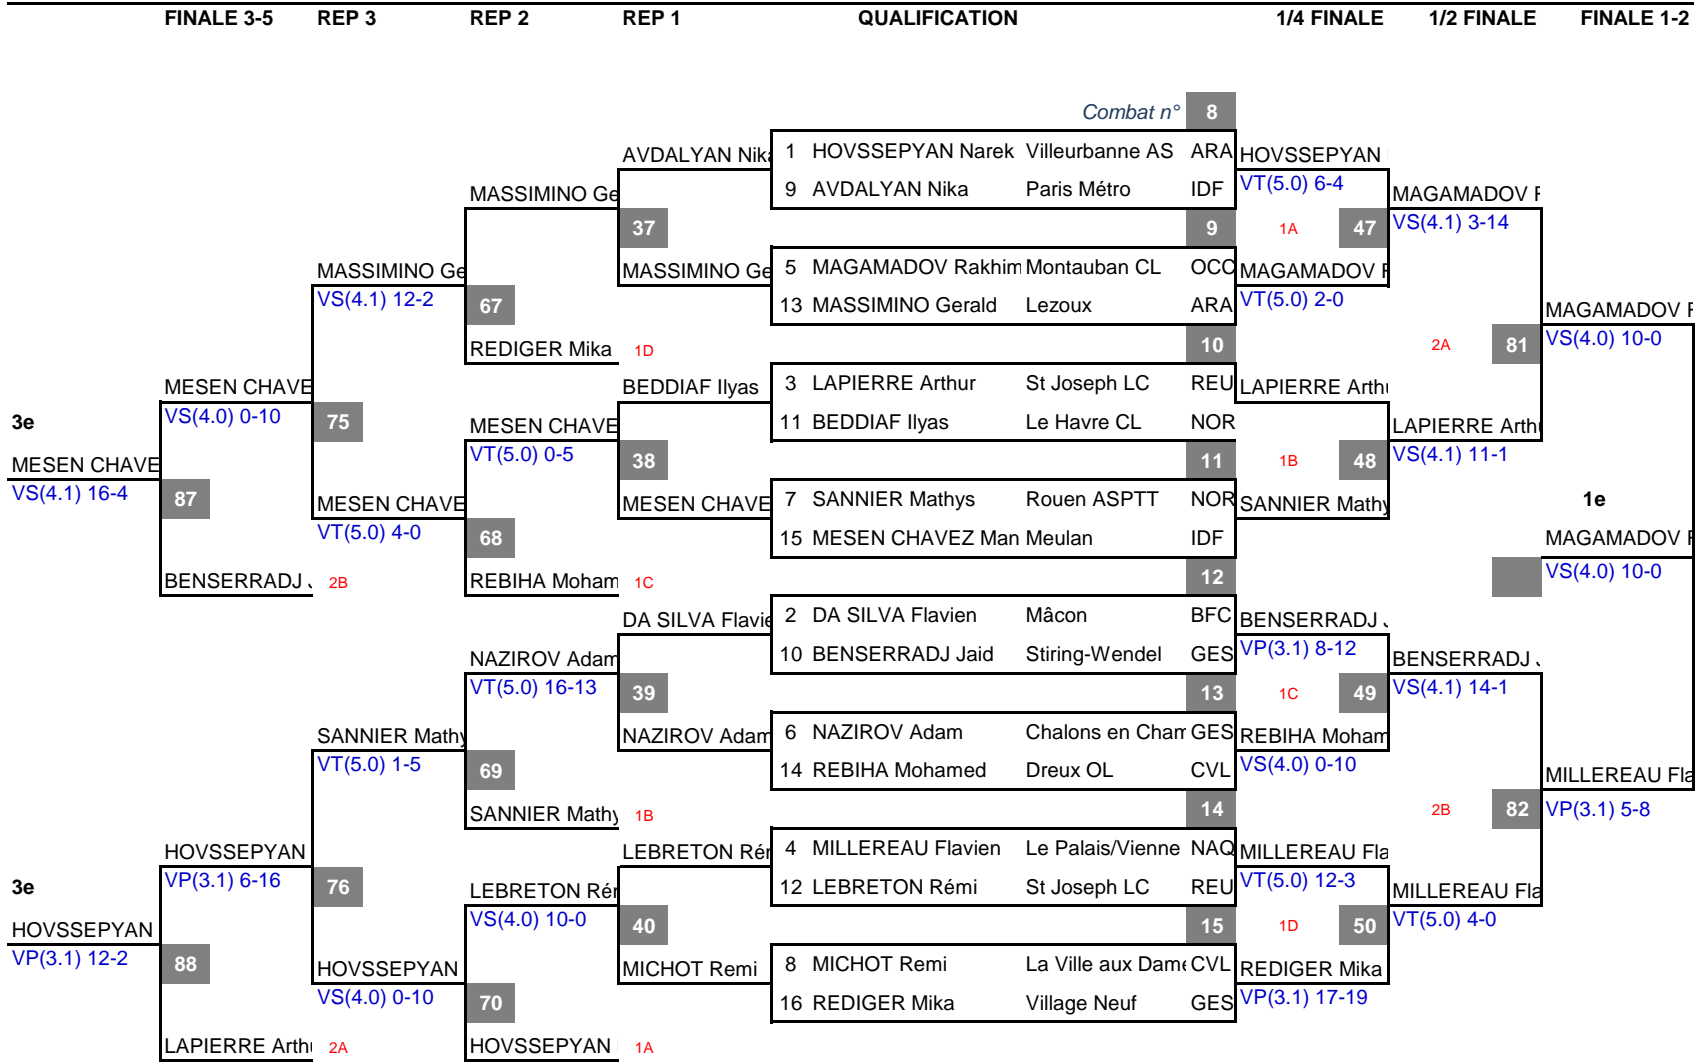 FINALE 3-5 REP 3 REP 2 REP 1 QUALIFICATION 1/4 FINALE 1/2 FINALE FINALE 1-2
Combat n° 8
AVDALYAN Nika 1 HOVSSEPYAN Narek Villeurbanne AS ARA HOVSSEPYAN
MASSIMINO Ge 9 AVDALYAN Nika Paris Métro IDF VT(5.0) 6-4 MAGAMADOV
37 9 1A 47 VS(4.1) 3-14
MASSIMINO Ge MASSIMINO Ge 5 MAGAMADOV Rakhim Montauban CL OCC MAGAMADOV
VS(4.1) 12-2 67 13 MASSIMINO Gerald Lezoux ARA VT(5.0) 2-0 MAGAMADOV
REDIGER Mika 1D 10 2A 81 VS(4.0) 10-0
MESEN CHAVE BEDDIAF Ilyas 3 LAPIERRE Arthur St Joseph LC REU LAPIERRE Arthu
3e VS(4.0) 0-10 75 MESEN CHAVE 11 BEDDIAF Ilyas Le Havre CL NOR LAPIERRE Arthu
MESEN CHAVE VT(5.0) 0-5 38 11 1B 48 VS(4.1) 11-1
VS(4.1) 16-4 87 MESEN CHAVE MESEN CHAVE 7 SANNIER Mathys Rouen ASPTT NOR SANNIER Mathy 1e
VT(5.0) 4-0 68 15 MESEN CHAVEZ Man Meulan IDF MAGAMADOV
BENSERRADJ 2B REBIHA Moham 1C 12 VS(4.0) 10-0
DA SILVA Flavie 2 DA SILVA Flavien Mâcon BFC BENSERRADJ
NAZIROV Adam 10 BENSERRADJ Jaid Stiring-Wendel GES VP(3.1) 8-12 BENSERRADJ
VT(5.0) 16-13 39 13 1C 49 VS(4.1) 14-1
SANNIER Mathy NAZIROV Adam 6 NAZIROV Adam Chalons en Cham GES REBIHA Moham
VT(5.0) 1-5 69 14 REBIHA Mohamed Dreux OL CVL VS(4.0) 0-10 MILLEREAU Fla
SANNIER Mathy 1B 14 2B 82 VP(3.1) 5-8
HOVSSEPYAN LEBRETON Rér 4 MILLEREAU Flavien Le Palais/Vienne NAQ MILLEREAU Fla
3e VP(3.1) 6-16 76 LEBRETON Rér 12 LEBRETON Rémi St Joseph LC REU VT(5.0) 12-3 MILLEREAU Fla
HOVSSEPYAN VS(4.0) 10-0 40 15 1D 50 VT(5.0) 4-0
VP(3.1) 12-2 88 HOVSSEPYAN MICHOT Remi 8 MICHOT Remi La Ville aux Dame CVL REDIGER Mika
VS(4.0) 0-10 70 16 REDIGER Mika Village Neuf GES VP(3.1) 17-19
LAPIERRE Arthu 2A HOVSSEPYAN 1A